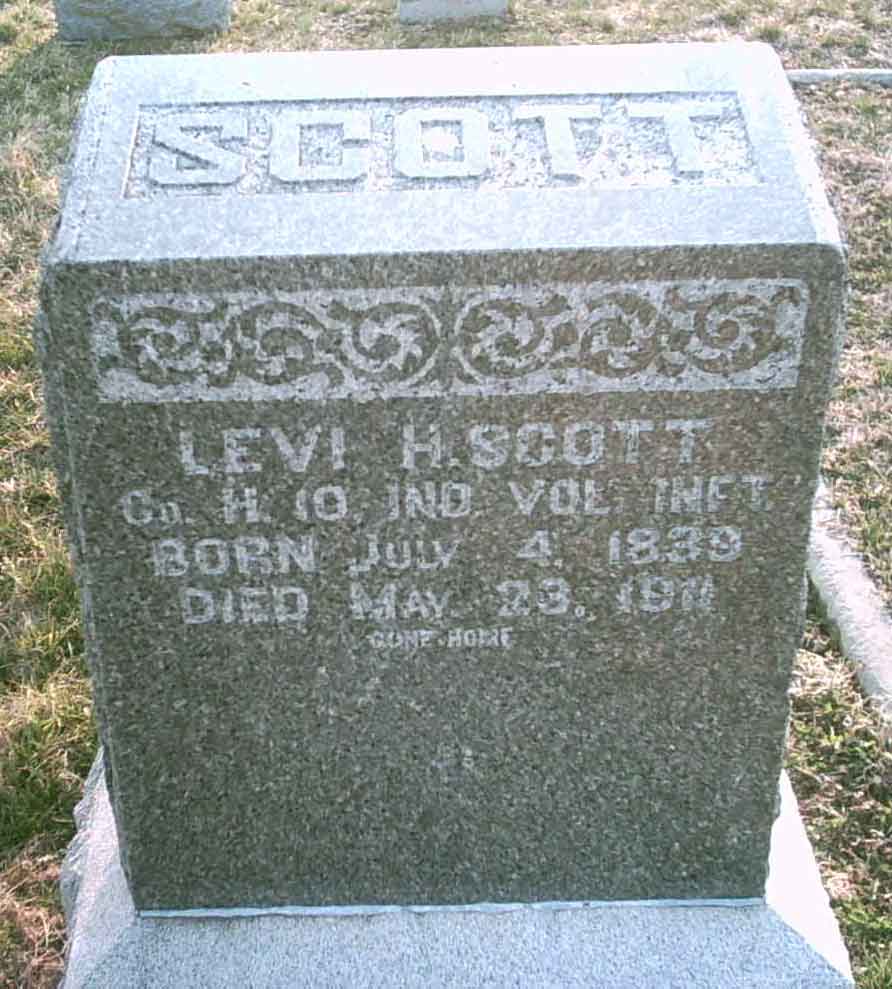 SCOTT
LEVI H. SCOTT
Co. H. 10. IND VOL. INFT.
BORN JULY 4, 1839
DIED MAY. 23, 1911
GONE HOME